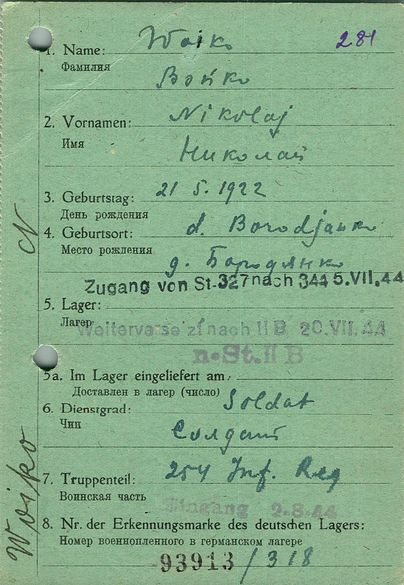 281
1. Name: Woiko
Фамилия
Войко
2. Vornamen: Nikolaj
Имя
Николай
3. Geburtstag: 21 5. 1922
День рождения
4. Geburtsort: d. Borodjanko
Место рождения
д. Бородянко
Zugang von St-327 nach 344 5. VII. 44
5. Lager:
Лагерь
nach II B 20. VII. 44
n. St. II B
5a. Im Lager eingeliefert am
Доставлен в лагерь (число)
6. Dienstgrad: Soldat
Чин
Солдат
7. Truppenteil: 254 Inf. Reg
Воинская часть
Eingang 2.8.44
8. Nr. der Erkennungsmarke des deutschen Lagers:
Номер военнопленного в германском лагере
93913 / 318
N
Woiko